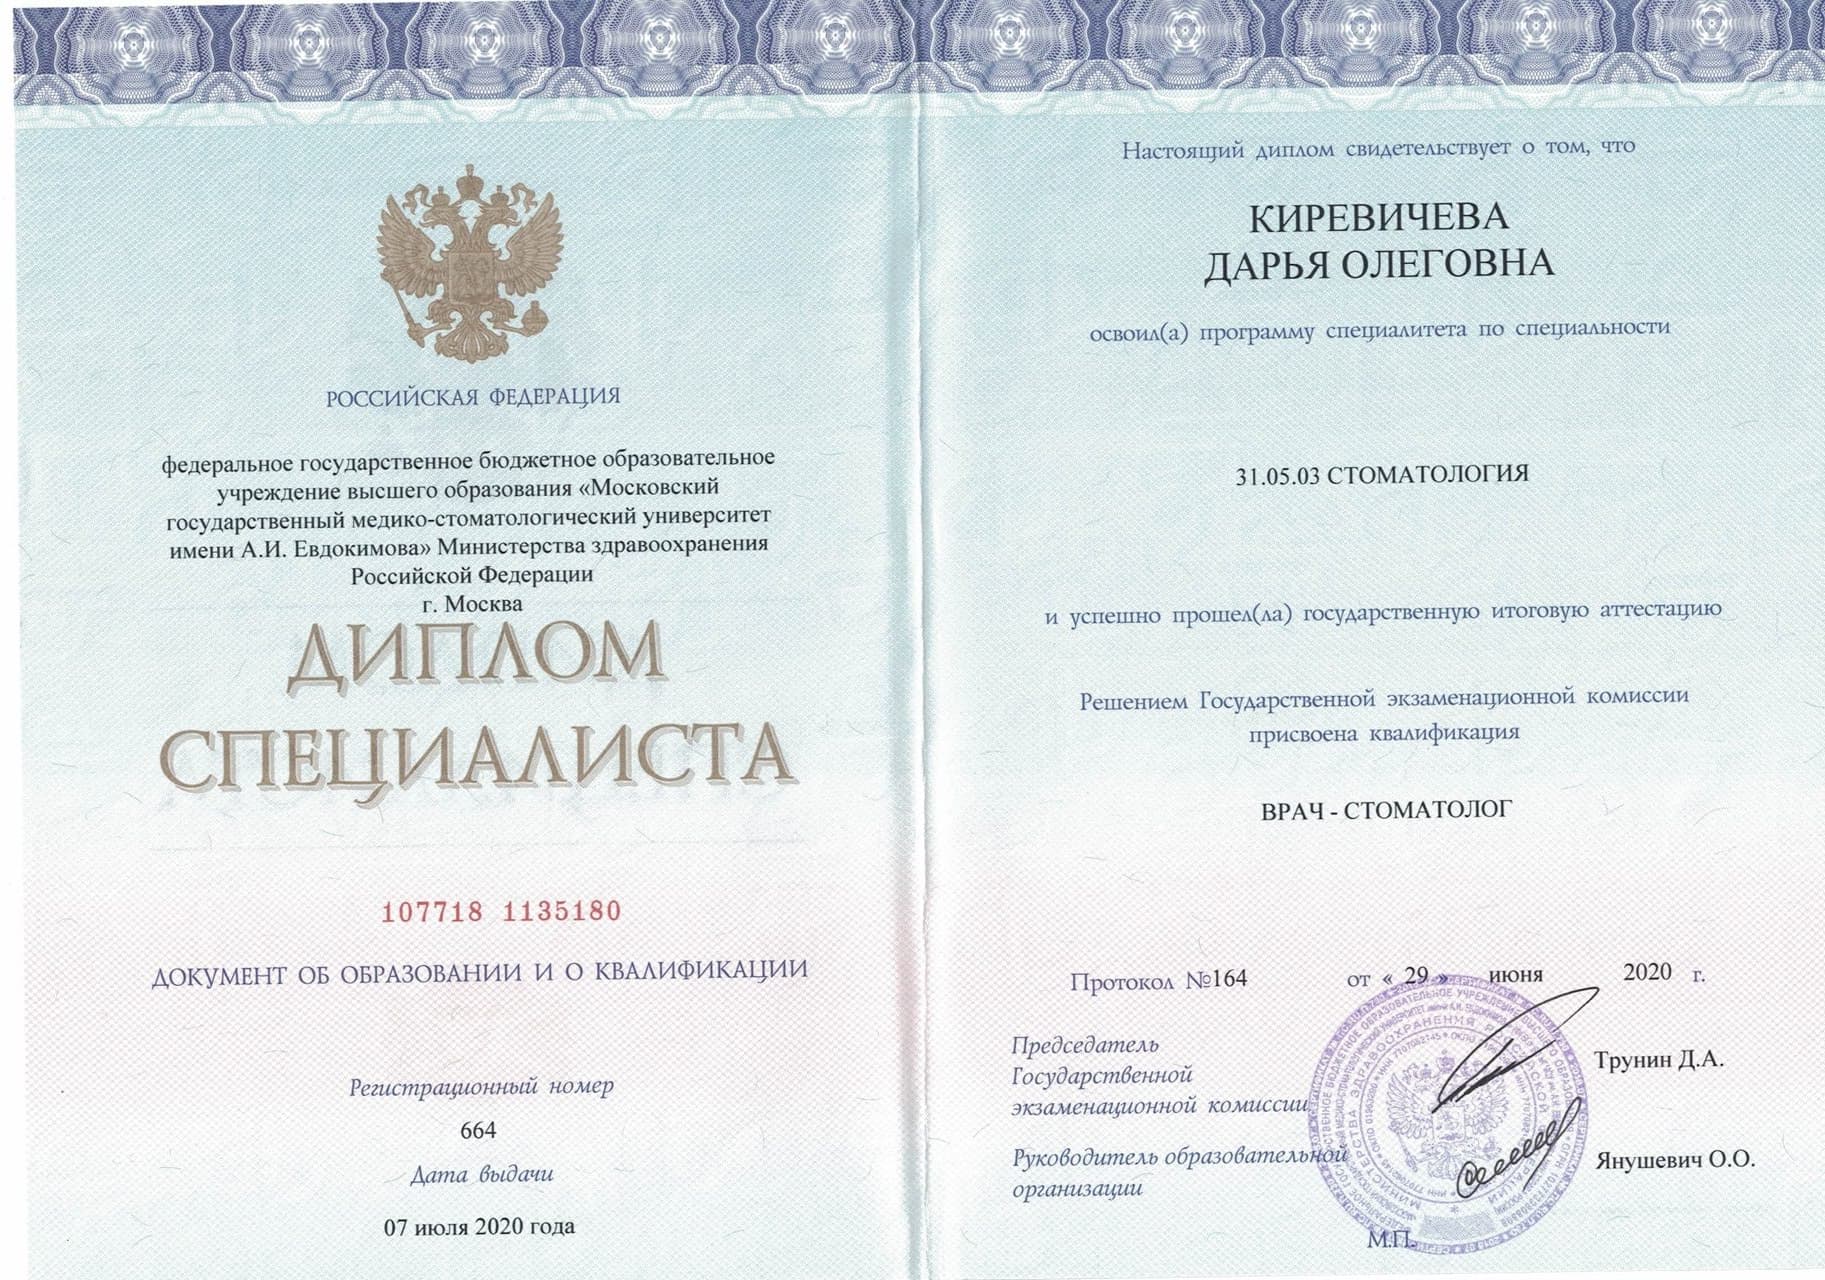 РОССИЙСКАЯ ФЕДЕРАЦИЯ
федеральное государственное бюджетное образовательное
учреждение высшего образования «Московский
государственный медико-стоматологический университет
имени А.И. Евдокимова» Министерства здравоохранения
Российской Федерации
г. Москва
ДИПЛОМ
СПЕЦИАЛИСТА
107718 1135180
ДОКУМЕНТ ОБ ОБРАЗОВАНИИ И О КВАЛИФИКАЦИИ
Регистрационный номер
664
Дата выдачи
07 июля 2020 года
Настоящий диплом свидетельствует о том, что
КИРЕВИЧЕВА
ДАРЬЯ ОЛЕГОВНА
освоил(а) программу специалитета по специальности
31.05.03 СТОМАТОЛОГИЯ
и успешно прошел(ла) государственную итоговую аттестацию
Решением Государственной экзаменационной комиссии
присвоена квалификация
ВРАЧ - СТОМАТОЛОГ
Протокол №164 от « 29 » июня 2020 г.
Председатель
Государственной
экзаменационной комиссии
Трунин Д.А.
Руководитель образовательной
организации
Янушевич О.О.
М.П.